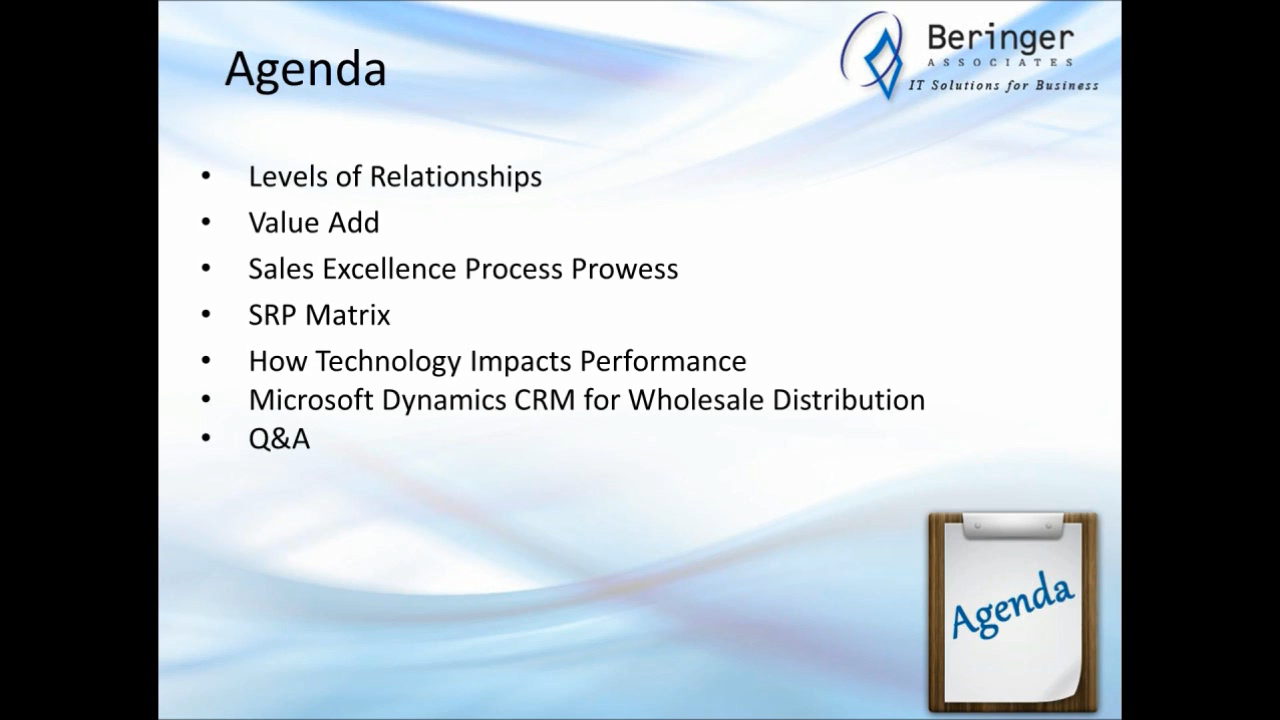 Agenda
Beringer
ASSOCIATES
IT Solutions for Business
• Levels of Relationships
• Value Add
• Sales Excellence Process Prowess
• SRP Matrix
• How Technology Impacts Performance
• Microsoft Dynamics CRM for Wholesale Distribution
• Q&A
Agenda